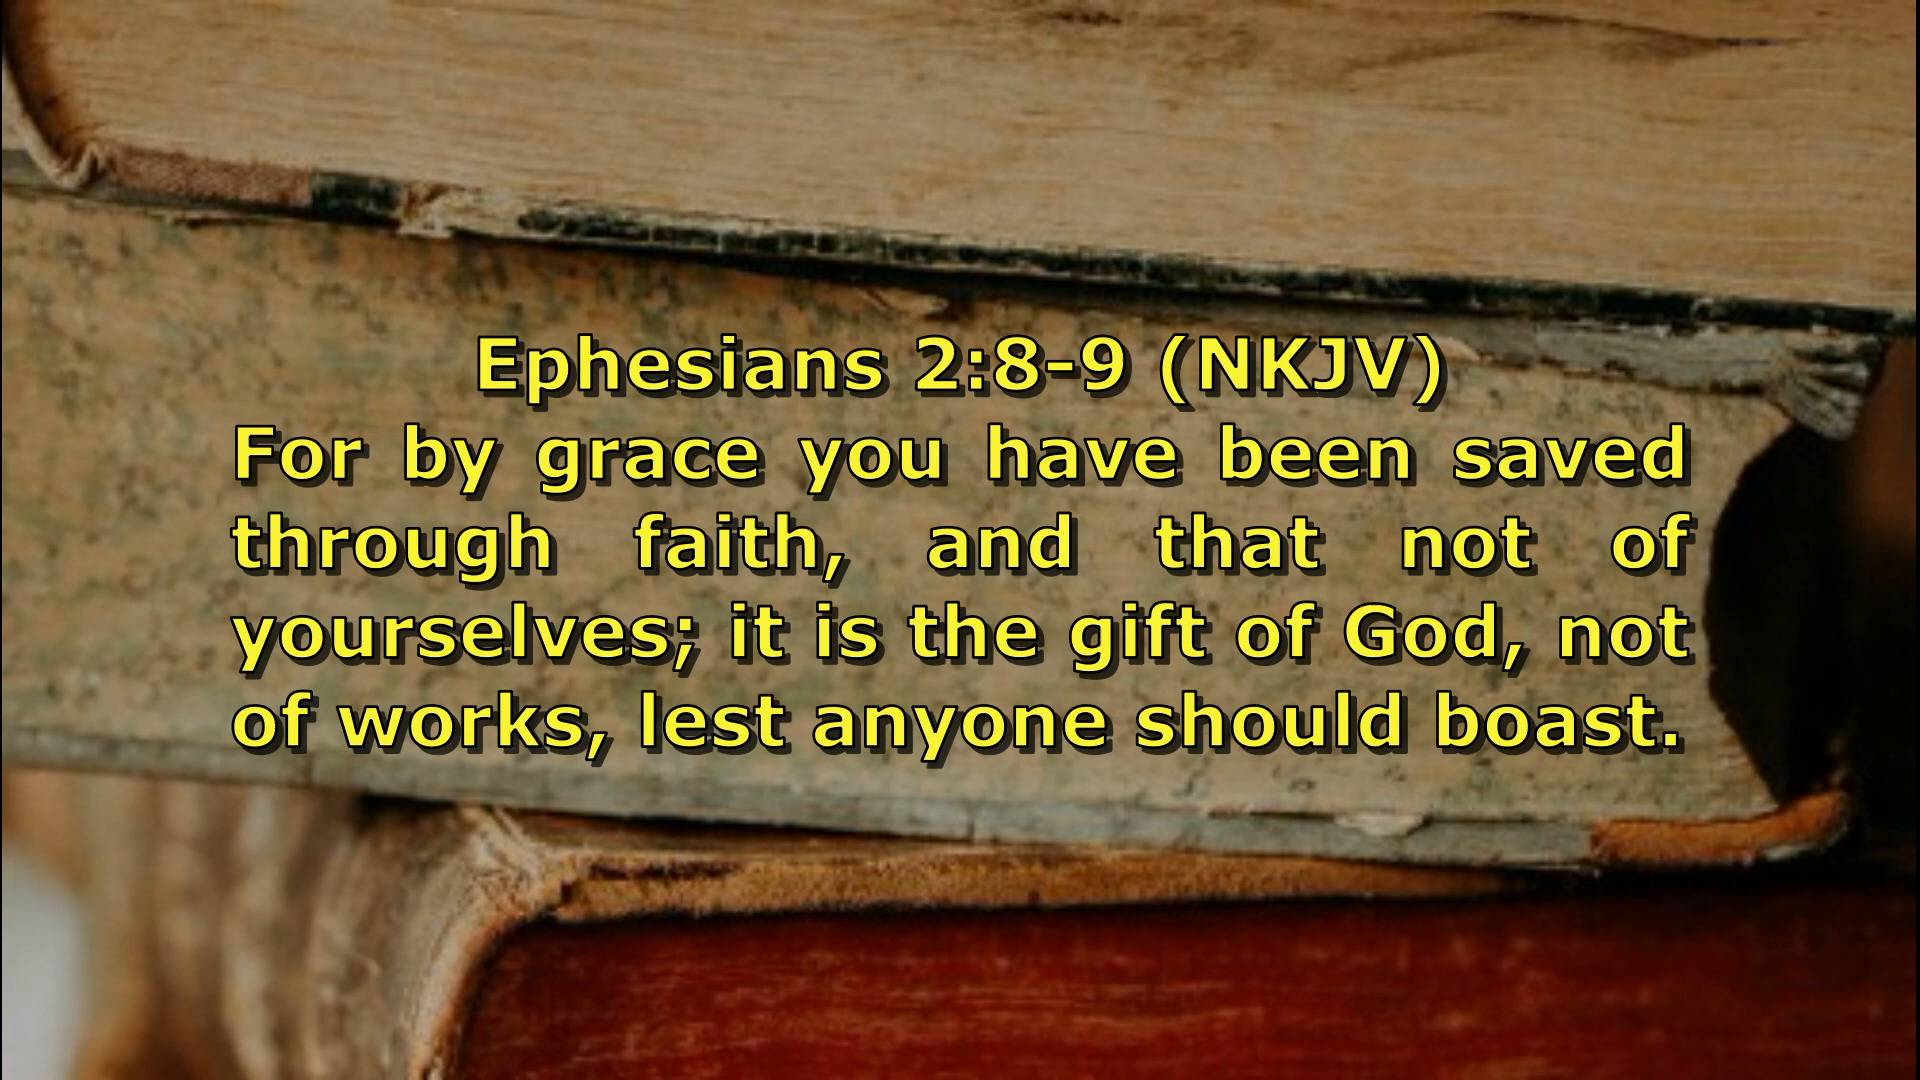 Ephesians 2:8-9 (NKJV)
For by grace you have been saved
through faith, and that not of
yourselves; it is the gift of God, not
of works, lest anyone should boast.